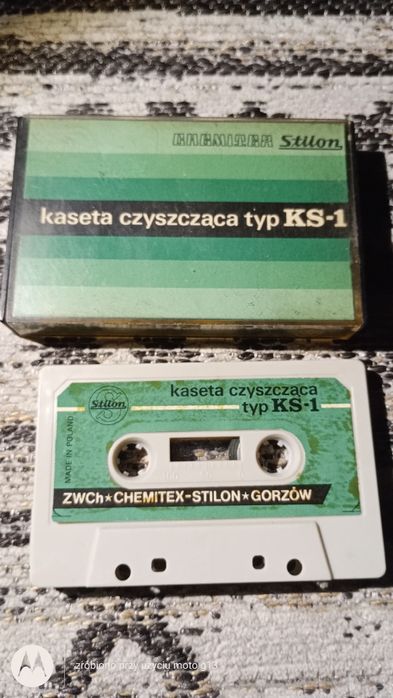 CHEMITEX Stilon
kaseta czyszcząca typ KS-1
Stilon
kaseta czyszcząca
typ KS-1
MADE IN POLAND
ZWCh★CHEMITEX-STILON★GORZÓW
zrobiono przy użyciu moto g13